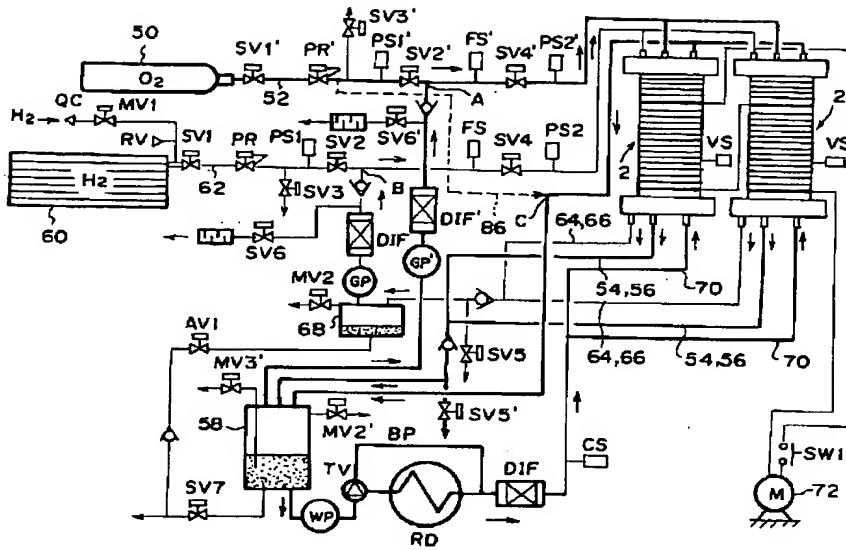 50
SV3'
SV1'
PR'
PS1'
SV2'
FS'
SV4'
PS2'
O2
52
A
QC
MV1
H2
SV6'
RV
SV1
PR
PS1
SV2
FS
SV4
PS2
H2
62
B
VS
VS
2
2
SV3
60
DIF'
86
C
SV6
DIF
64,66
GP
GP'
MV2
54,56
70
68
AV1
SV5
64,66
54,56
70
MV3'
58
MV2'
SV5'
BP
TV
DIF
CS
SW1
SV7
WP
RD
M
72